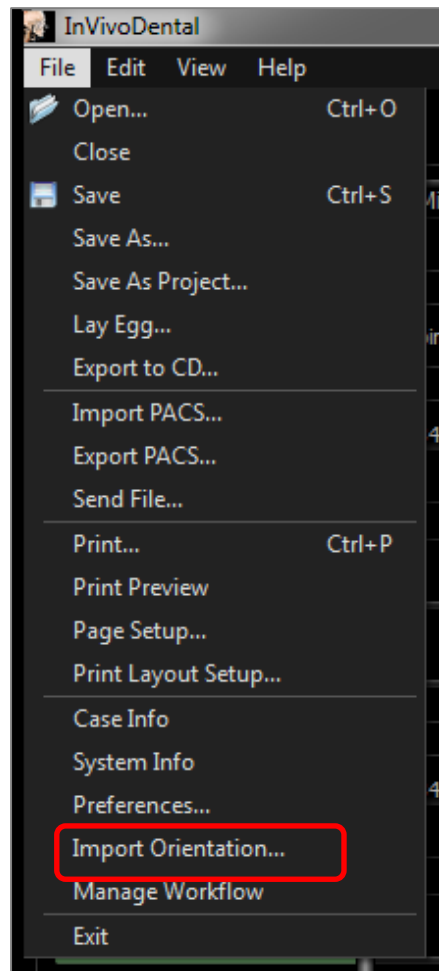 InVivoDental
File Edit View Help
Open... Ctrl+O
Close
Save Ctrl+S
Save As...
Save As Project...
Lay Egg...
Export to CD...
Import PACS...
Export PACS...
Send File...
Print... Ctrl+P
Print Preview
Page Setup...
Print Layout Setup...
Case Info
System Info
Preferences...
Import Orientation...
Manage Workflow
Exit